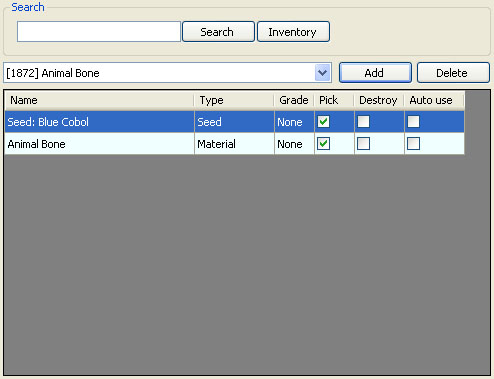 Search
Search Inventory
[1872] Animal Bone Add Delete
Name Type Grade Pick Destroy Auto use
Seed: Blue Cobol Seed None
Animal Bone Material None